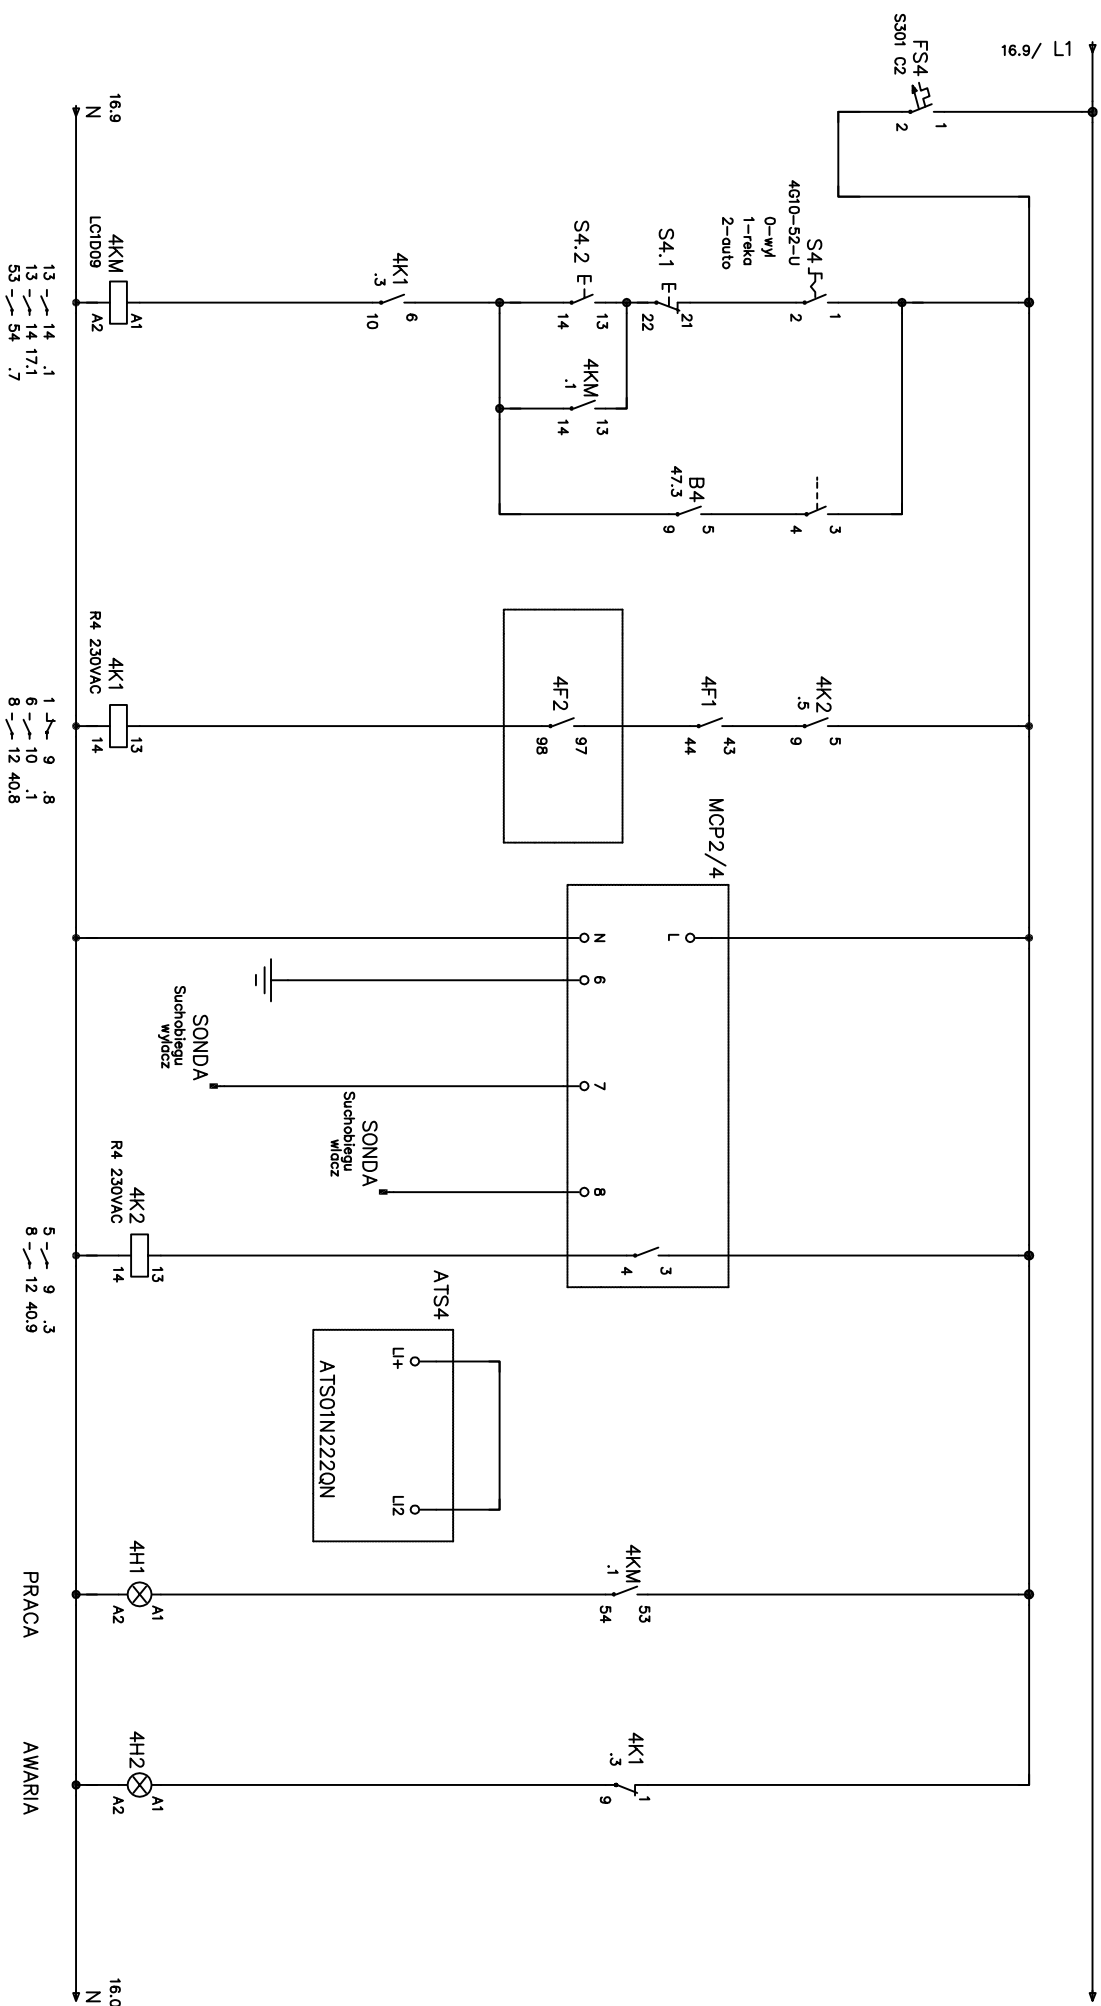 16.9/ L1
FS4
S301 C2
1
2
16.9
N
S4
4G10-52-U
0-wyl
1-reka
2-auto
1
2
S4.1
21
22
S4.2
13
14
4KM
.1
13
14
3
4
B4
47.3
5
9
4K1
.3
6
10
4KM
LC1D09
A1
A2
13 14 .1
13 14 17.1
53 54 .7
4K2
.5
5
9
4F1
43
44
4F2
97
98
4K1
R4 230VAC
13
14
1 9 .8
6 10 .1
8 12 40.8
MCP2/4
L
N
6
7
8
SONDA
Suchobiegu
wylacz
SONDA
Suchobiegu
wlacz
3
4
4K2
R4 230VAC
13
14
5 9 .3
8 12 40.9
ATS4
LI+
LI2
ATS01N222QN
4KM
.1
53
54
4H1
A1
A2
PRACA
4K1
.3
1
9
4H2
A1
A2
AWARIA
N